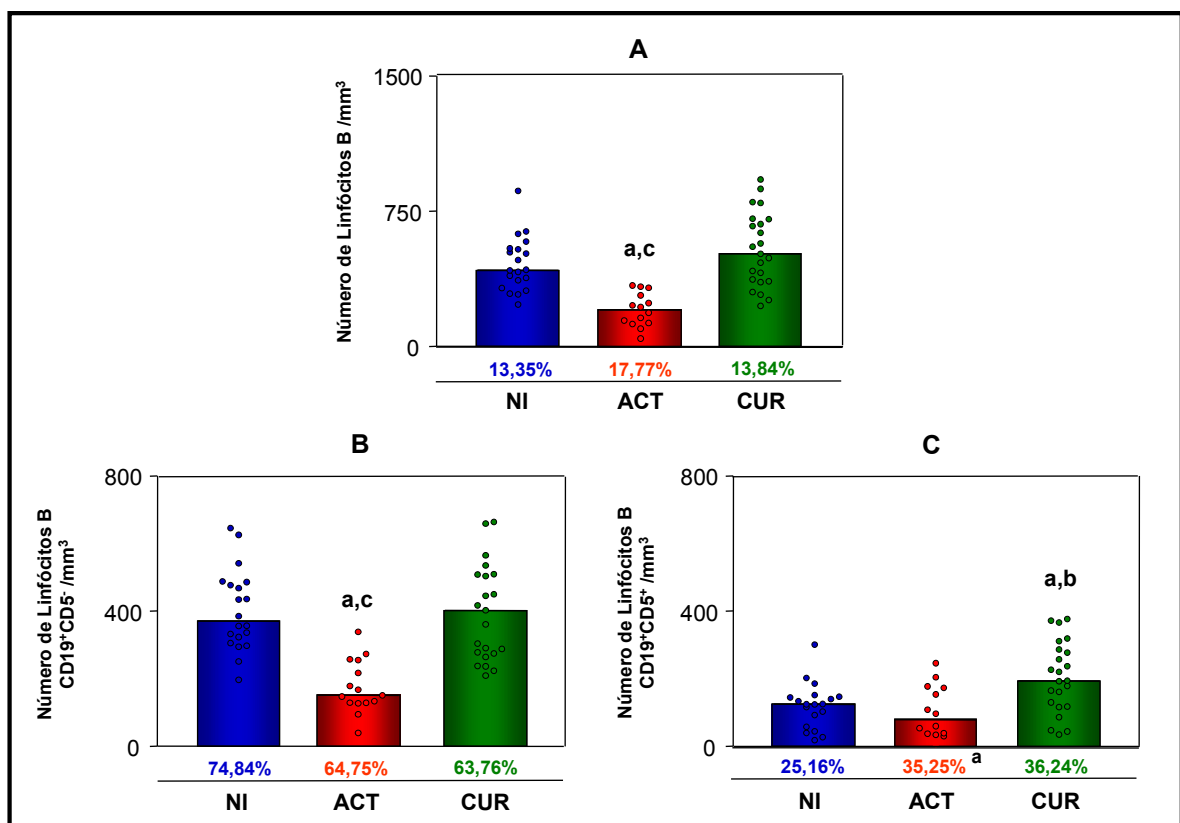 A
Número de Linfócitos B /mm³
1500
750
0
a,c
13,35% 17,77% 13,84%
NI ACT CUR
B
Número de Linfócitos B
CD19⁺CD5⁻ /mm³
800
400
0
a,c
74,84% 64,75% 63,76%
NI ACT CUR
C
Número de Linfócitos B
CD19⁺CD5⁺ /mm³
800
400
0
a,b
25,16% 35,25% a 36,24%
NI ACT CUR